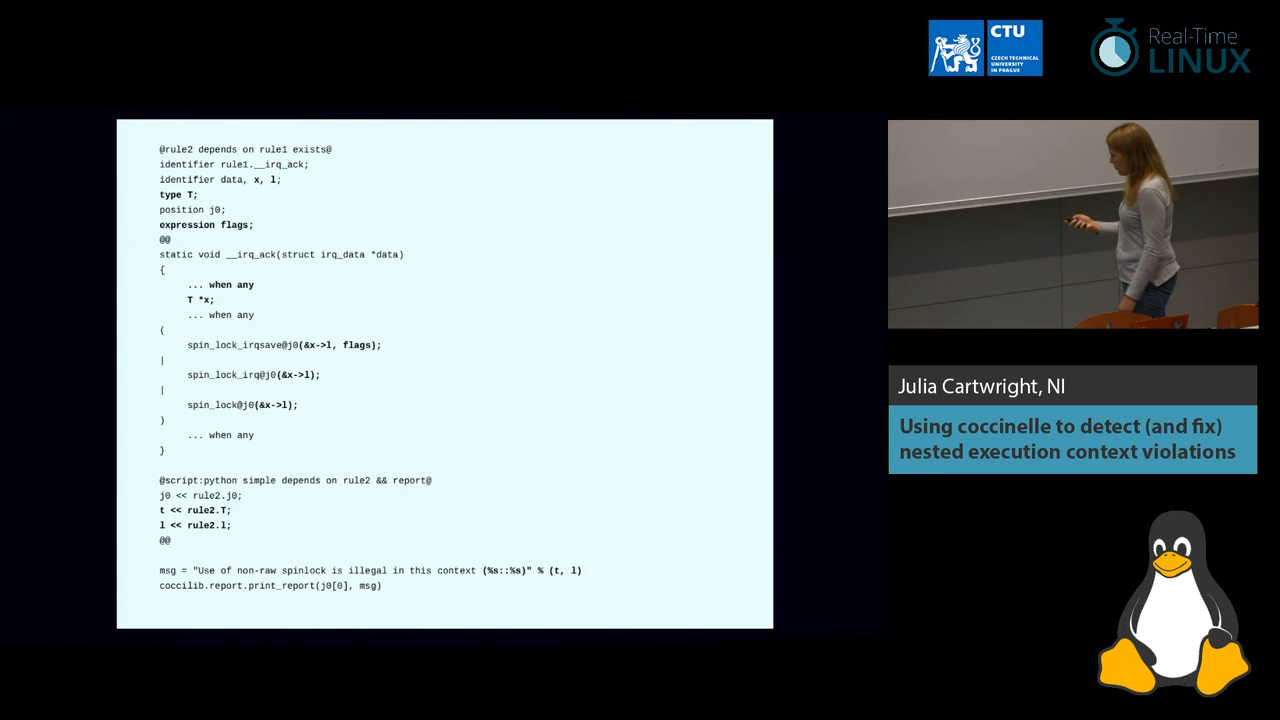 CTU
CZECH TECHNICAL
UNIVERSITY
IN PRAGUE
Real-Time
LINUX
@rule2 depends on rule1 exists@
identifier rule1.__irq_ack;
identifier data, x, l;
type T;
position j0;
expression flags;
@@
static void __irq_ack(struct irq_data *data)
{
... when any
T *x;
... when any
(
spin_lock_irqsave@j0(&x->l, flags);
|
spin_lock_irq@j0(&x->l);
|
spin_lock@j0(&x->l);
)
... when any
}
@script:python simple depends on rule2 && report@
j0 << rule2.j0;
t << rule2.T;
l << rule2.l;
@@
msg = "Use of non-raw spinlock is illegal in this context (%s::%s)" % (t, l)
coccilib.report.print_report(j0[0], msg)
Julia Cartwright, NI
Using coccinelle to detect (and fix)
nested execution context violations